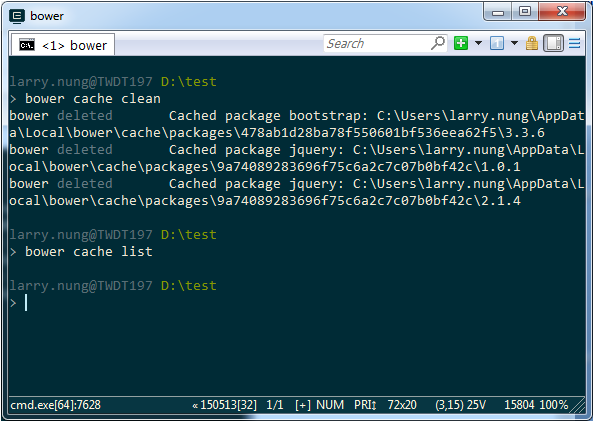 bower
<1> bower
Search
larry.nung@TWDT197 D:\test
> bower cache clean
bower deleted       Cached package bootstrap: C:\Users\larry.nung\AppDat
a\Local\bower\cache\packages\478ab1d28ba78f550601bf536eea62f5\3.3.6
bower deleted       Cached package jquery: C:\Users\larry.nung\AppData\L
ocal\bower\cache\packages\9a74089283696f75c6a2c7c07b0bf42c\1.0.1
bower deleted       Cached package jquery: C:\Users\larry.nung\AppData\L
ocal\bower\cache\packages\9a74089283696f75c6a2c7c07b0bf42c\2.1.4
larry.nung@TWDT197 D:\test
> bower cache list
larry.nung@TWDT197 D:\test
>
cmd.exe[64]:7628 « 150513[32] 1/1 [+] NUM PRI↕ 72x20 (3,15) 25V 15804 100%